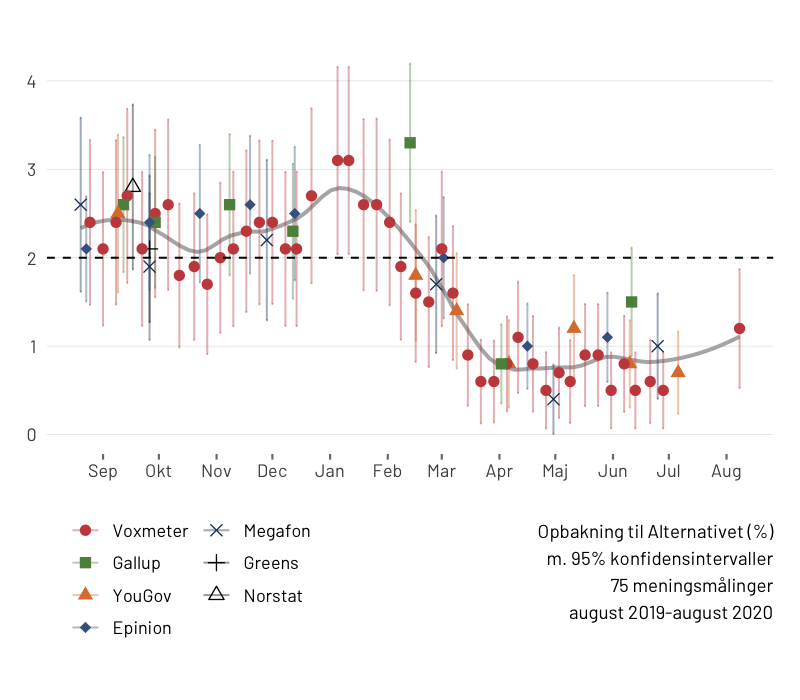 4
3
2
1
0
Sep Okt Nov Dec Jan Feb Mar Apr Maj Jun Jul Aug
Voxmeter Megafon
Gallup Greens
YouGov Norstat
Epinion
Opbakning til Alternativet (%)
m. 95% konfidensintervaller
75 meningsmålinger
august 2019-august 2020